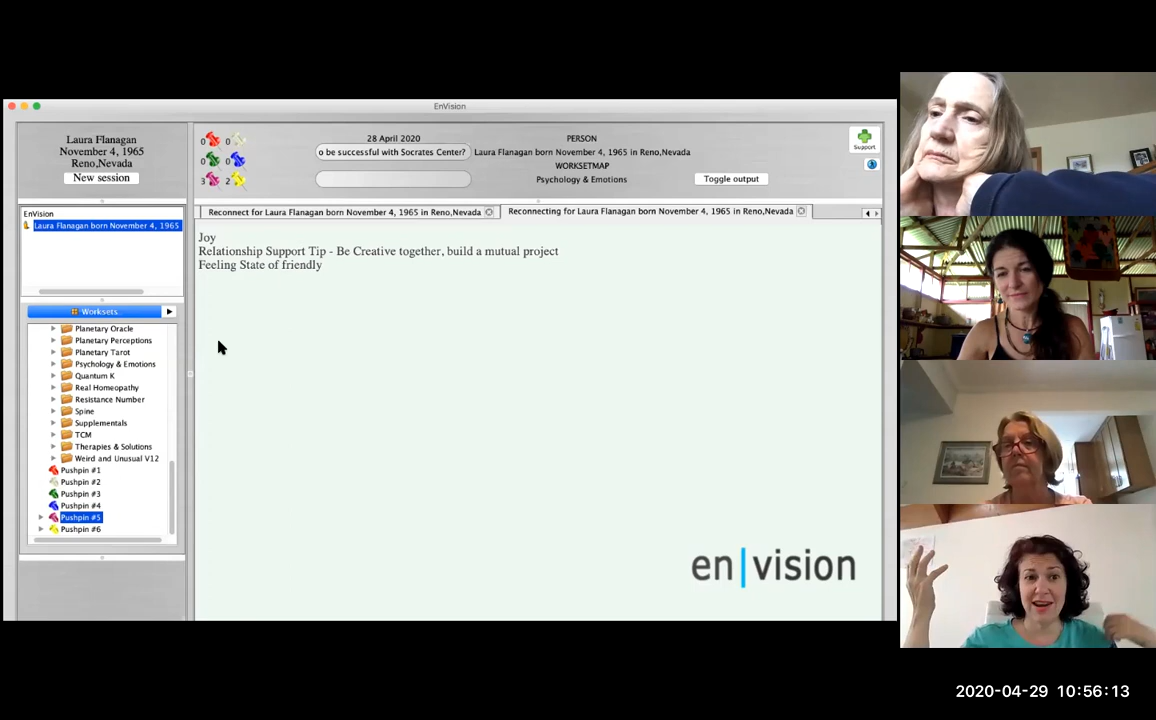 EnVision
Laura Flanagan
November 4, 1965
Reno,Nevada
New session
EnVision
Laura Flanagan born November 4, 1965
Worksets
Planetary Oracle
Planetary Perceptions
Planetary Tarot
Psychology & Emotions
Quantum K
Real Homeopathy
Resistance Number
Spine
Supplementals
TCM
Therapies & Solutions
Weird and Unusual V12
Pushpin #1
Pushpin #2
Pushpin #3
Pushpin #4
Pushpin #5
Pushpin #6
0 0
0 0
3 2
28 April 2020
o be successful with Socrates Center?
PERSON
Laura Flanagan born November 4, 1965 in Reno,Nevada
WORKSETMAP
Psychology & Emotions
Toggle output
Support
Reconnect for Laura Flanagan born November 4, 1965 in Reno,Nevada
Reconnecting for Laura Flanagan born November 4, 1965 in Reno,Nevada
Joy
Relationship Support Tip - Be Creative together, build a mutual project
Feeling State of friendly
en|vision
2020-04-29 10:56:13